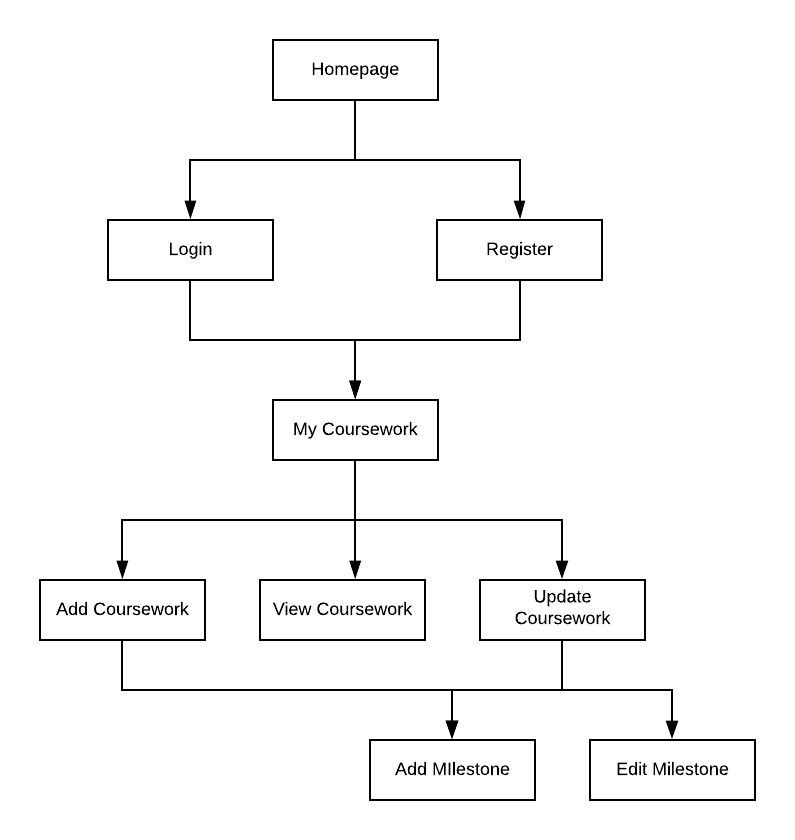 Homepage
Login
Register
My Coursework
Add Coursework
View Coursework
Update
Coursework
Add MIlestone
Edit Milestone